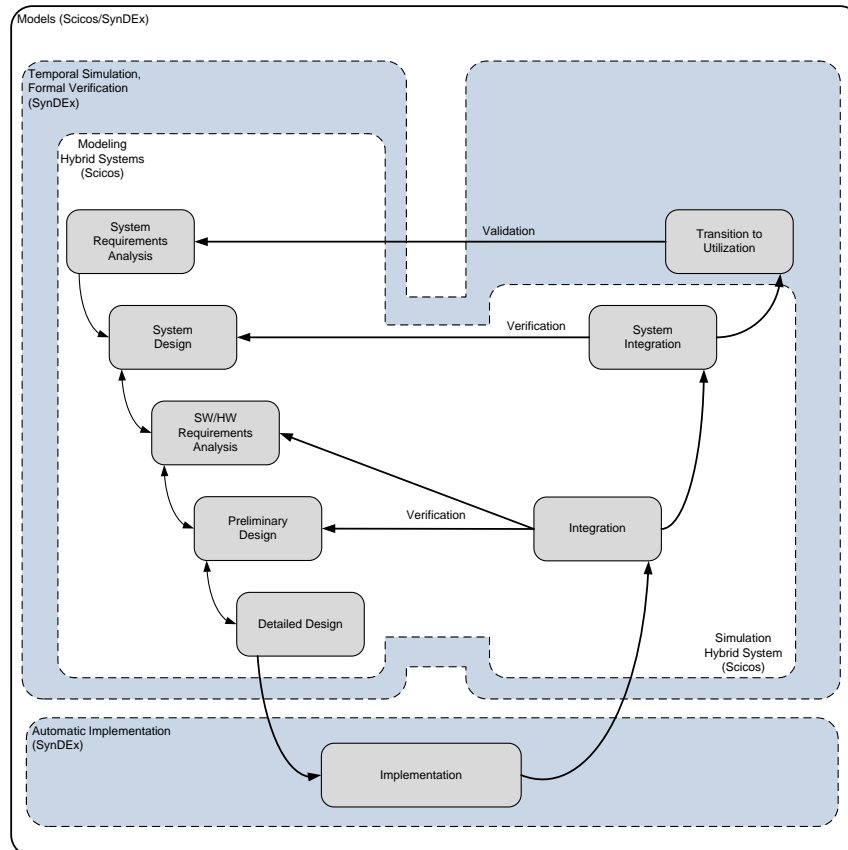 Models (Scicos/SynDEx)
Temporal Simulation,
Formal Verification
(SynDEx)
Modeling
Hybrid Systems
(Scicos)
System
Requirements
Analysis
Validation
Transition to
Utilization
System
Design
Verification
System
Integration
SW/HW
Requirements
Analysis
Preliminary
Design
Verification
Integration
Detailed Design
Simulation
Hybrid System
(Scicos)
Automatic Implementation
(SynDEx)
Implementation